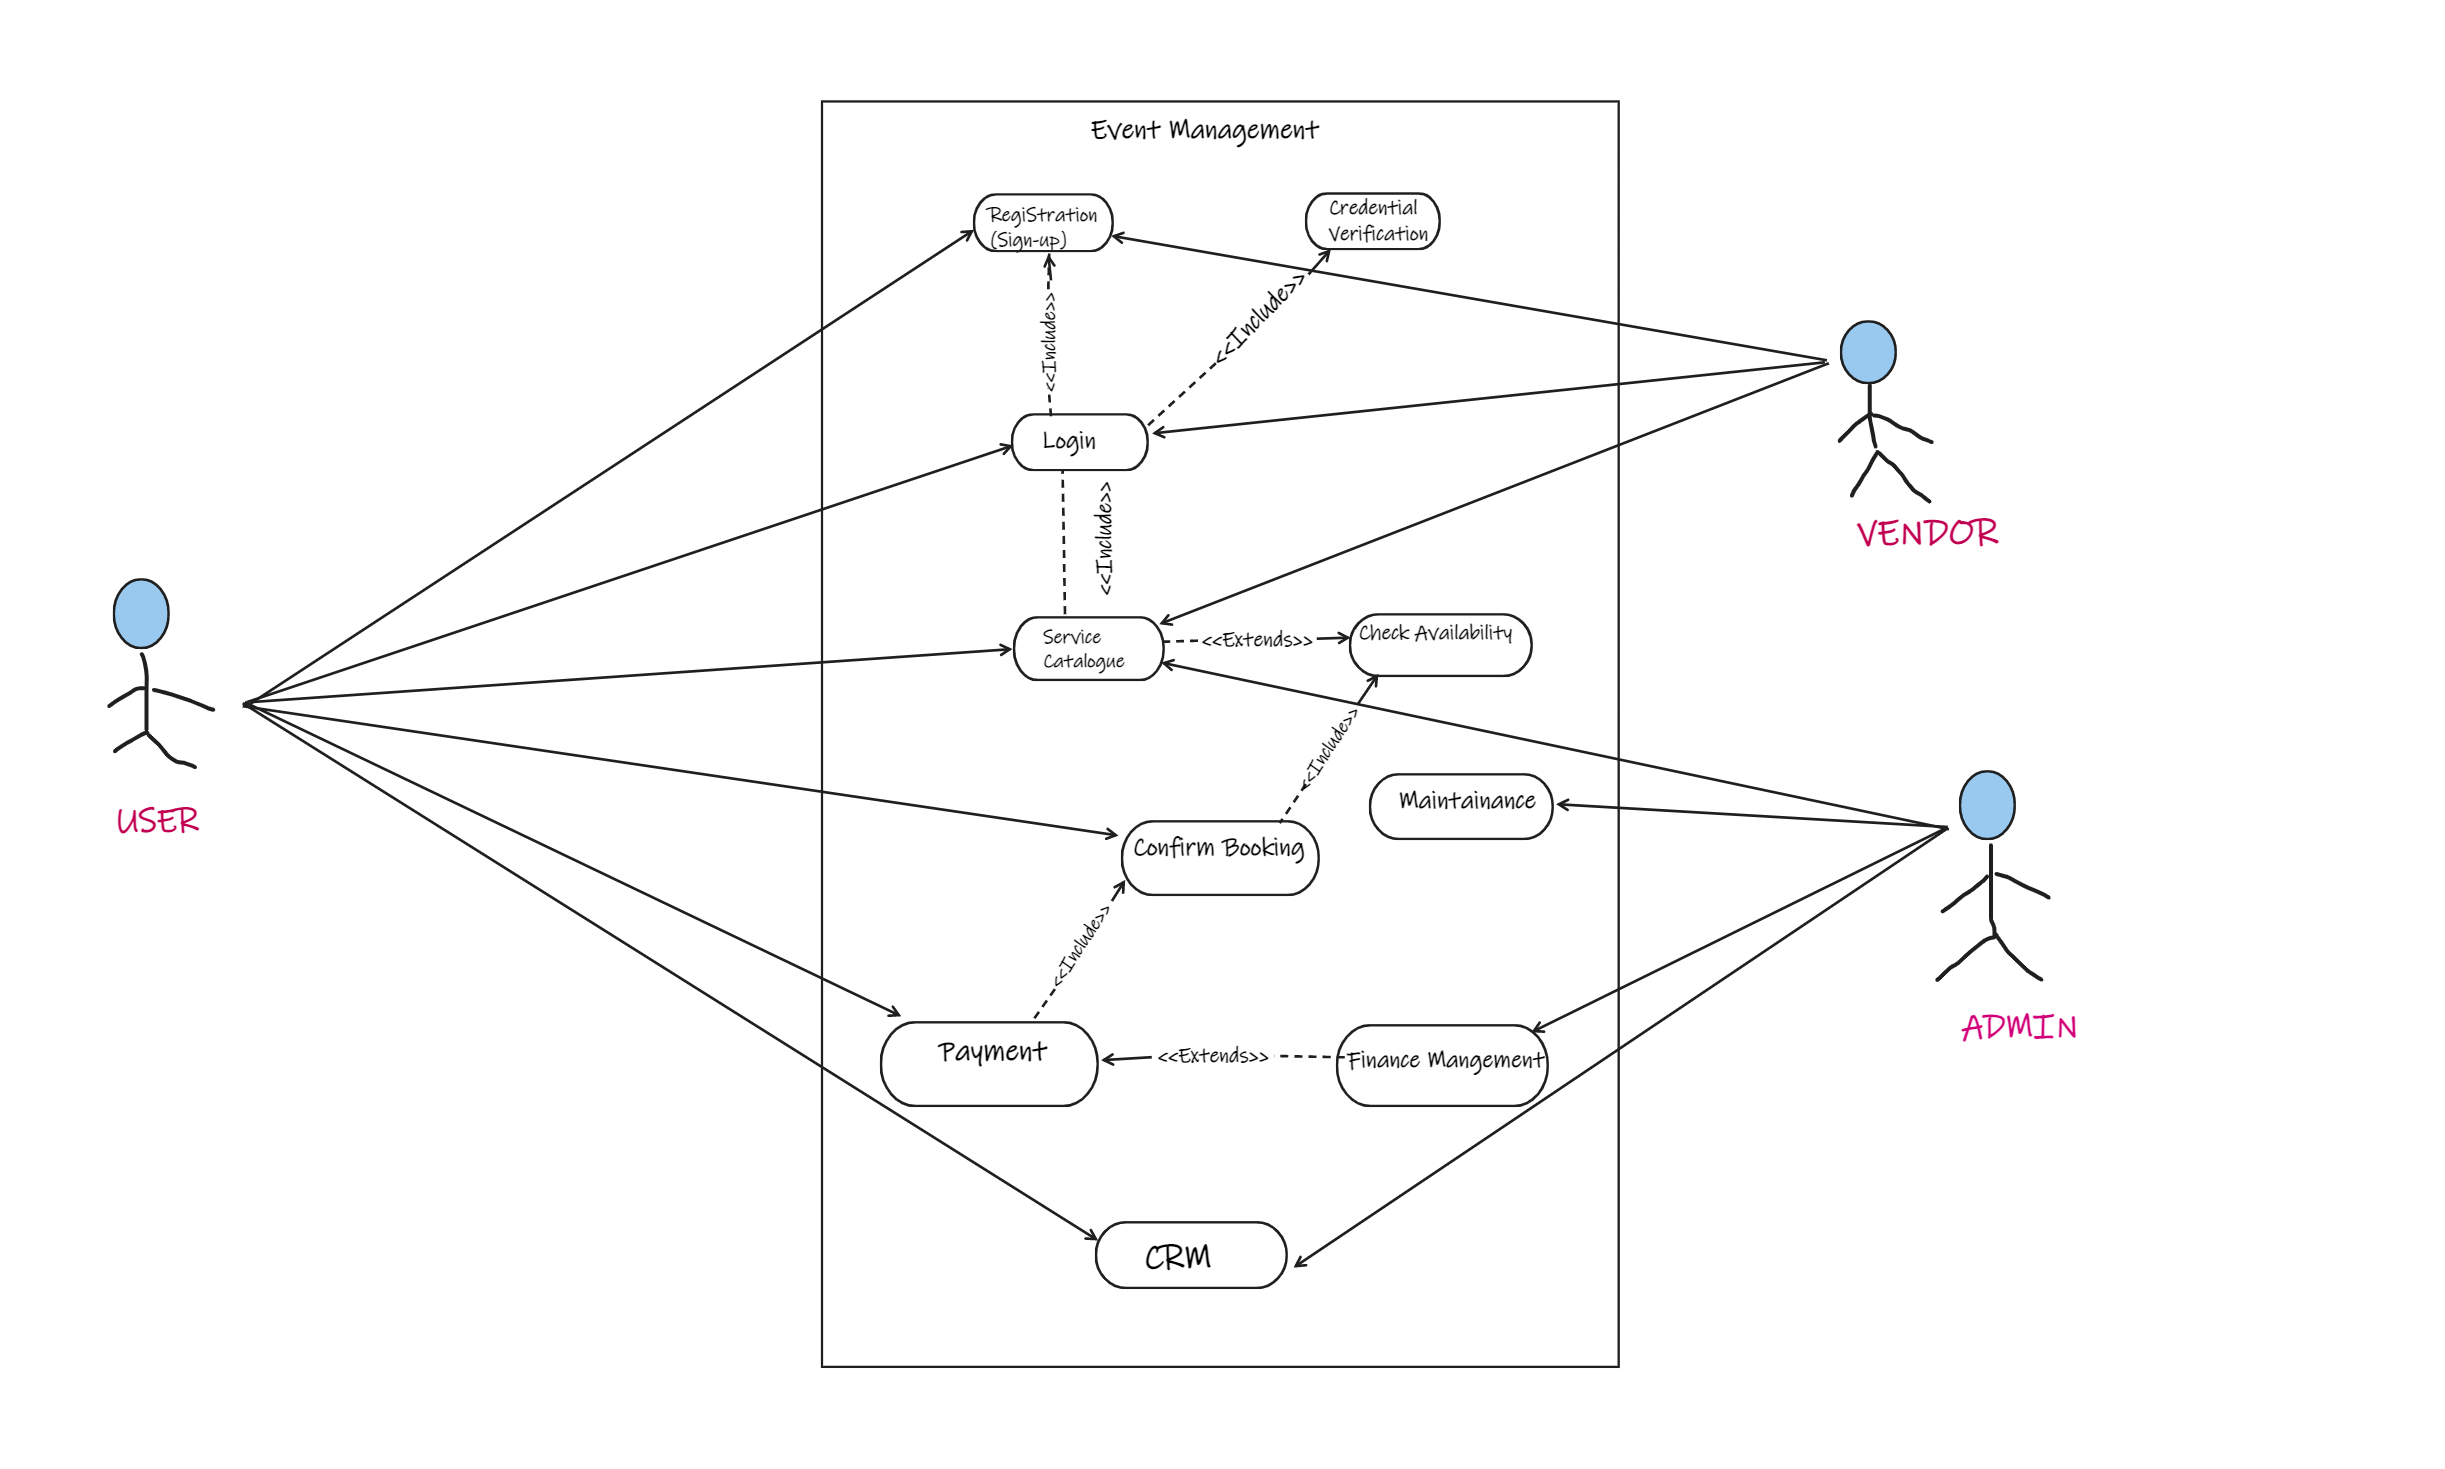 Event Management
RegiStration
(Sign-up)
Credential
Verification
<<Include>>
<<Include>>
Login
<<Include>>
VENDOR
Service
Catalogue
<<Extends>>
Check Availability
<<Include>>
USER
Maintainance
Confirm Booking
<<Include>>
ADMIN
Payment
<<Extends>>
Finance Mangement
CRM